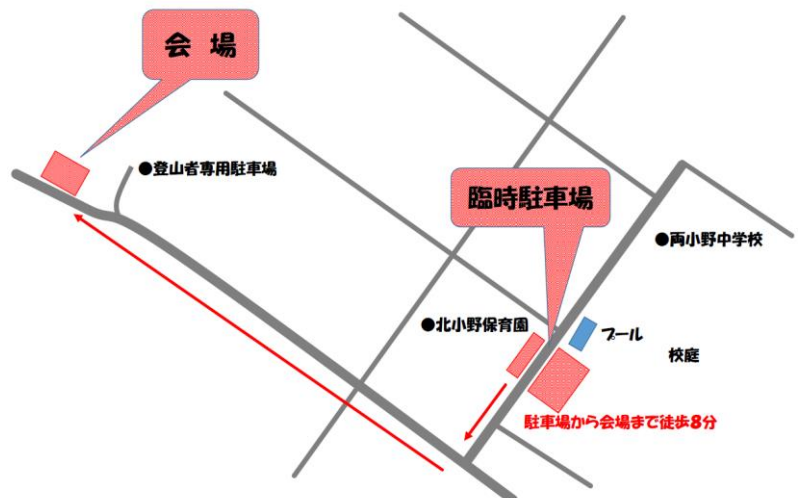 会 場
●登山者専用駐車場
臨時駐車場
●両小野中学校
●北小野保育園
プール
校庭
駐車場から会場まで徒歩8分